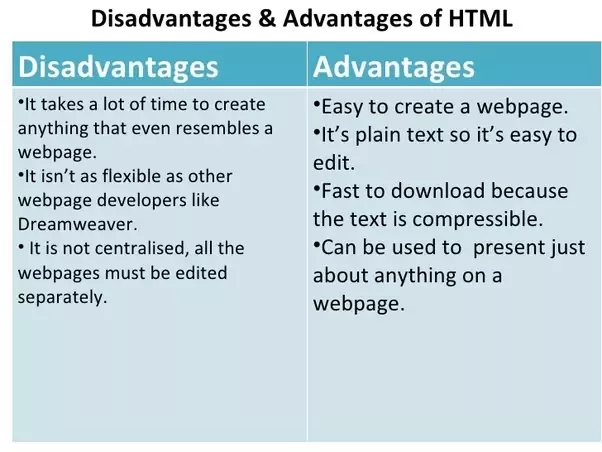 Disadvantages & Advantages of HTML
Disadvantages
•It takes a lot of time to create
anything that even resembles a
webpage.
•It isn’t as flexible as other
webpage developers like
Dreamweaver.
• It is not centralised, all the
webpages must be edited
separately.
Advantages
•Easy to create a webpage.
•It’s plain text so it’s easy to
edit.
•Fast to download because
the text is compressible.
•Can be used to  present just
about anything on a
webpage.